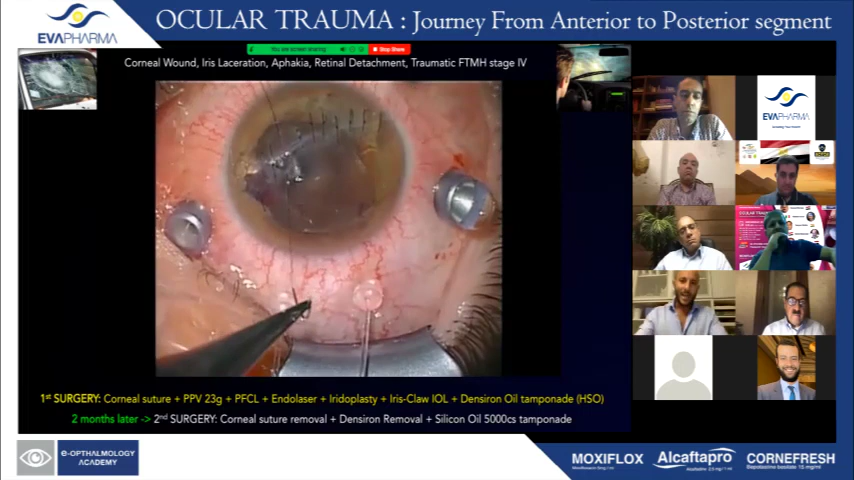 EVAPHARMA
OCULAR TRAUMA : Journey From Anterior to Posterior segment
You are screen sharing
Stop Share
Corneal Wound, Iris Laceration, Aphakia, Retinal Detachment, Traumatic FTMH stage IV
EVAPHARMA
OCULAR TRAUMA
1st SURGERY: Corneal suture + PPV 23g + PFCL + Endolaser + Iridoplasty + Iris-Claw IOL + Densiron Oil tamponade (HSO)
2 months later -> 2nd SURGERY: Corneal suture removal + Densiron Removal + Silicon Oil 5000cs tamponade
e-OPTHALMOLOGY
ACADEMY
MOXIFLOX
Alcaftapro
CORNEFRESH